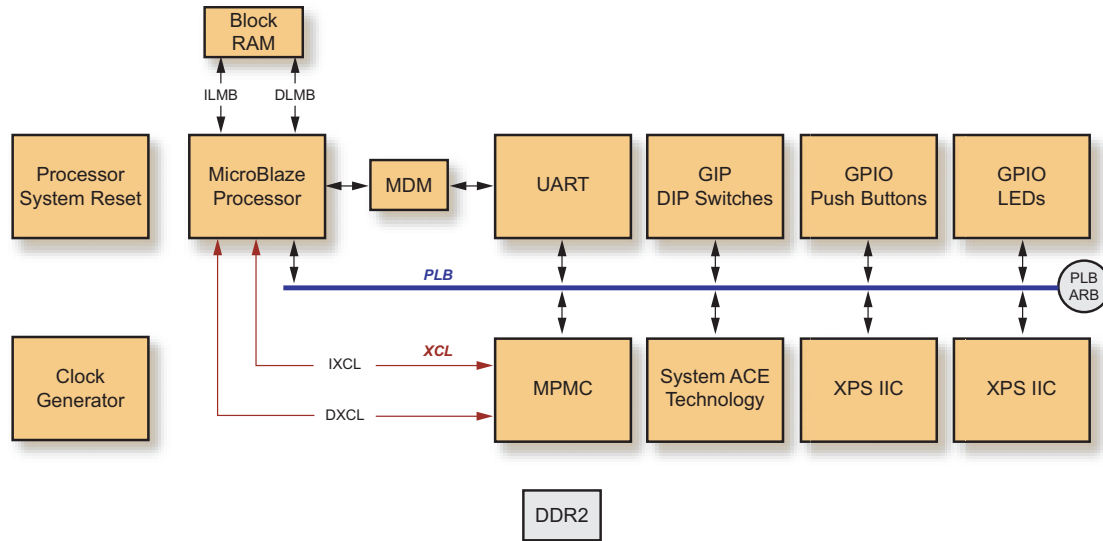 Block
RAM
ILMB
DLMB
Processor
System Reset
MicroBlaze
Processor
MDM
UART
GIP
DIP Switches
GPIO
Push Buttons
GPIO
LEDs
PLB
PLB
ARB
Clock
Generator
IXCL
XCL
DXCL
MPMC
System ACE
Technology
XPS IIC
XPS IIC
DDR2